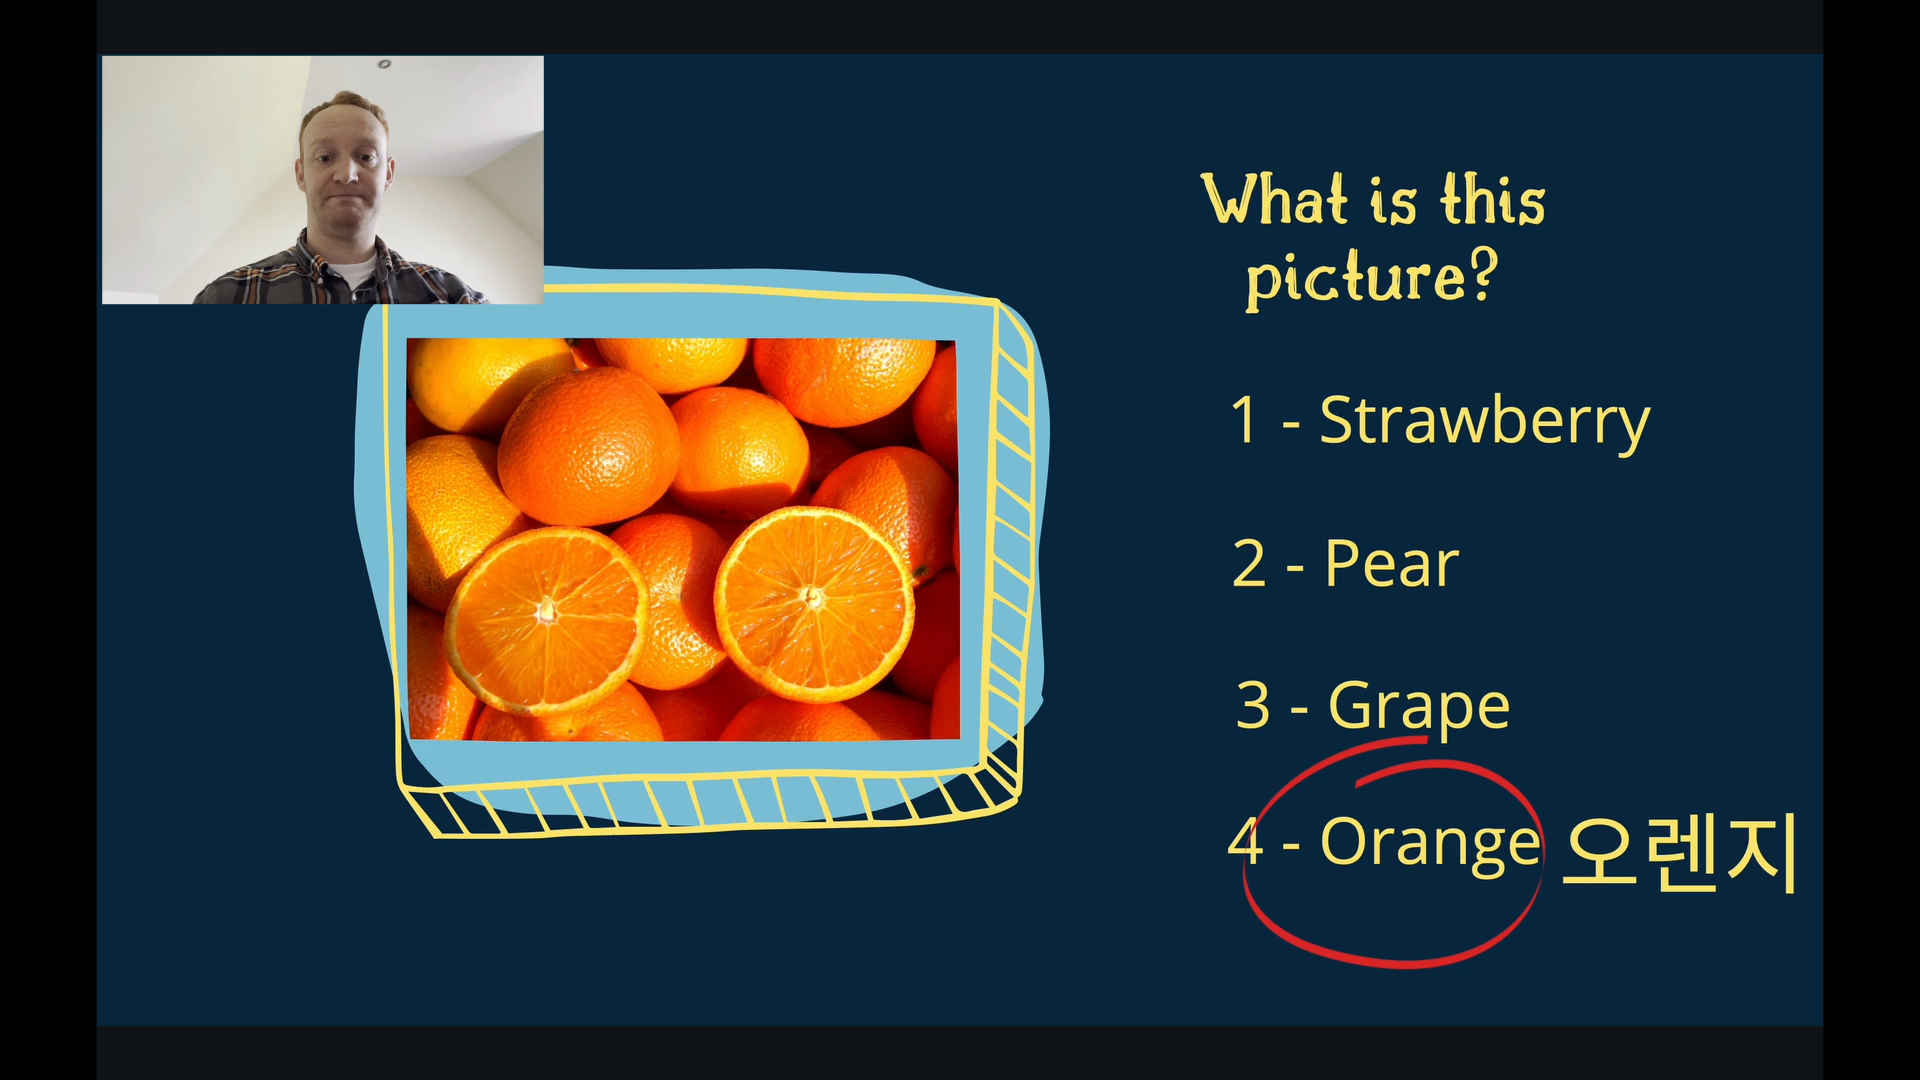 What is this
picture?
1 - Strawberry
2 - Pear
3 - Grape
4 - Orange 오렌지